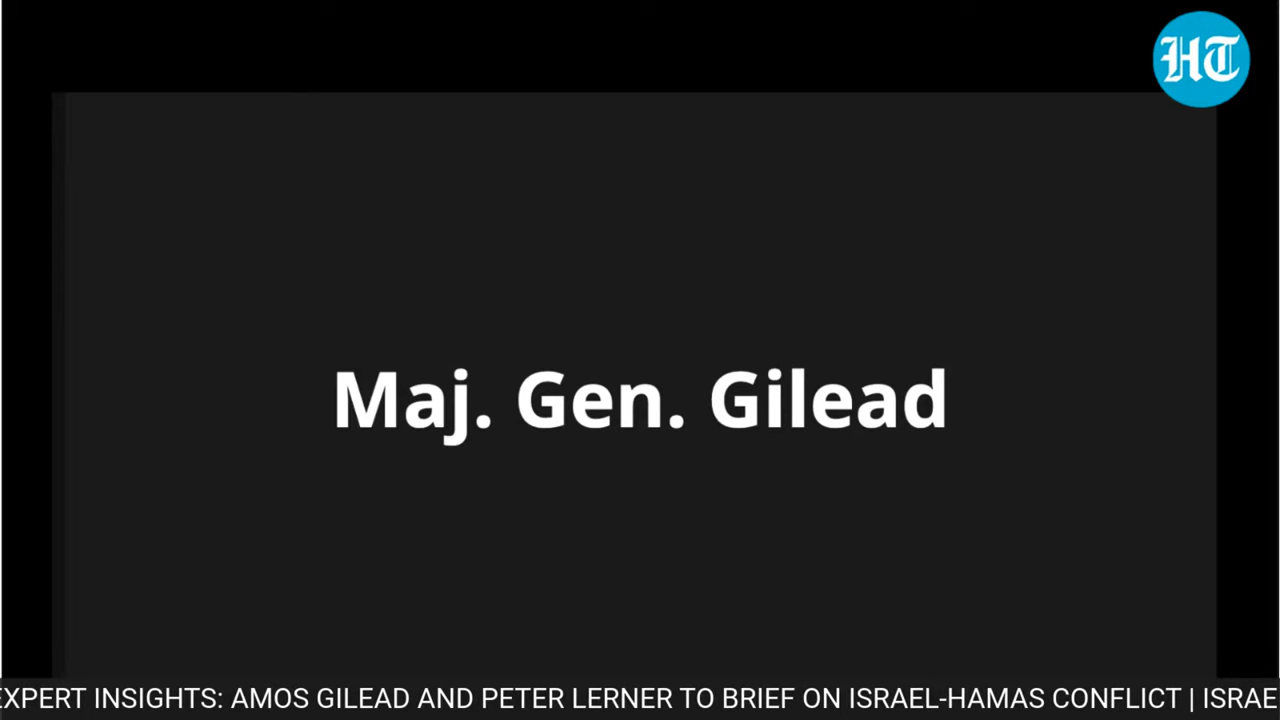 HT
Maj. Gen. Gilead
EXPERT INSIGHTS: AMOS GILEAD AND PETER LERNER TO BRIEF ON ISRAEL-HAMAS CONFLICT | ISRAE